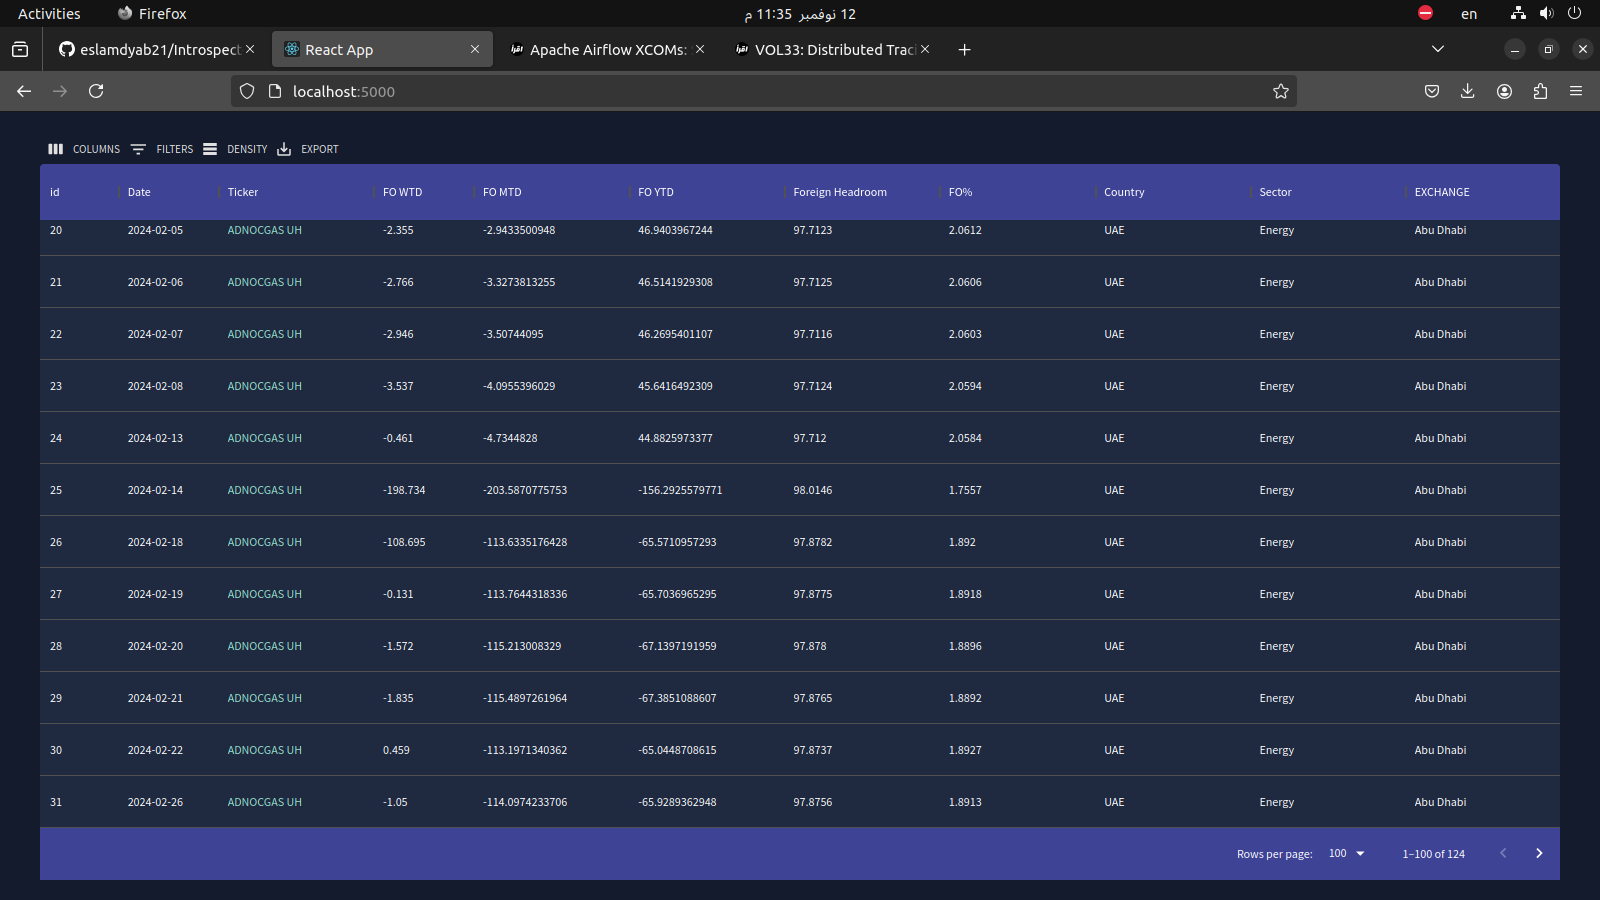 Activities Firefox 12 نوفمبر 11:35 م en
eslamdyab21/Introspect React App Apache Airflow XCOMs: VOL33: Distributed Traci
localhost:5000
COLUMNS FILTERS DENSITY EXPORT
id Date Ticker FO WTD FO MTD FO YTD Foreign Headroom FO% Country Sector EXCHANGE
20 2024-02-05 ADNOCGAS UH -2.355 -2.9433500948 46.9403967244 97.7123 2.0612 UAE Energy Abu Dhabi
21 2024-02-06 ADNOCGAS UH -2.766 -3.3273813255 46.5141929308 97.7125 2.0606 UAE Energy Abu Dhabi
22 2024-02-07 ADNOCGAS UH -2.946 -3.50744095 46.2695401107 97.7116 2.0603 UAE Energy Abu Dhabi
23 2024-02-08 ADNOCGAS UH -3.537 -4.0955396029 45.6416492309 97.7124 2.0594 UAE Energy Abu Dhabi
24 2024-02-13 ADNOCGAS UH -0.461 -4.7344828 44.8825973377 97.712 2.0584 UAE Energy Abu Dhabi
25 2024-02-14 ADNOCGAS UH -198.734 -203.5870775753 -156.2925579771 98.0146 1.7557 UAE Energy Abu Dhabi
26 2024-02-18 ADNOCGAS UH -108.695 -113.6335176428 -65.5710957293 97.8782 1.892 UAE Energy Abu Dhabi
27 2024-02-19 ADNOCGAS UH -0.131 -113.7644318336 -65.7036965295 97.8775 1.8918 UAE Energy Abu Dhabi
28 2024-02-20 ADNOCGAS UH -1.572 -115.213008329 -67.1397191959 97.878 1.8896 UAE Energy Abu Dhabi
29 2024-02-21 ADNOCGAS UH -1.835 -115.4897261964 -67.3851088607 97.8765 1.8892 UAE Energy Abu Dhabi
30 2024-02-22 ADNOCGAS UH 0.459 -113.1971340362 -65.0448708615 97.8737 1.8927 UAE Energy Abu Dhabi
31 2024-02-26 ADNOCGAS UH -1.05 -114.0974233706 -65.9289362948 97.8756 1.8913 UAE Energy Abu Dhabi
Rows per page: 100 1–100 of 124